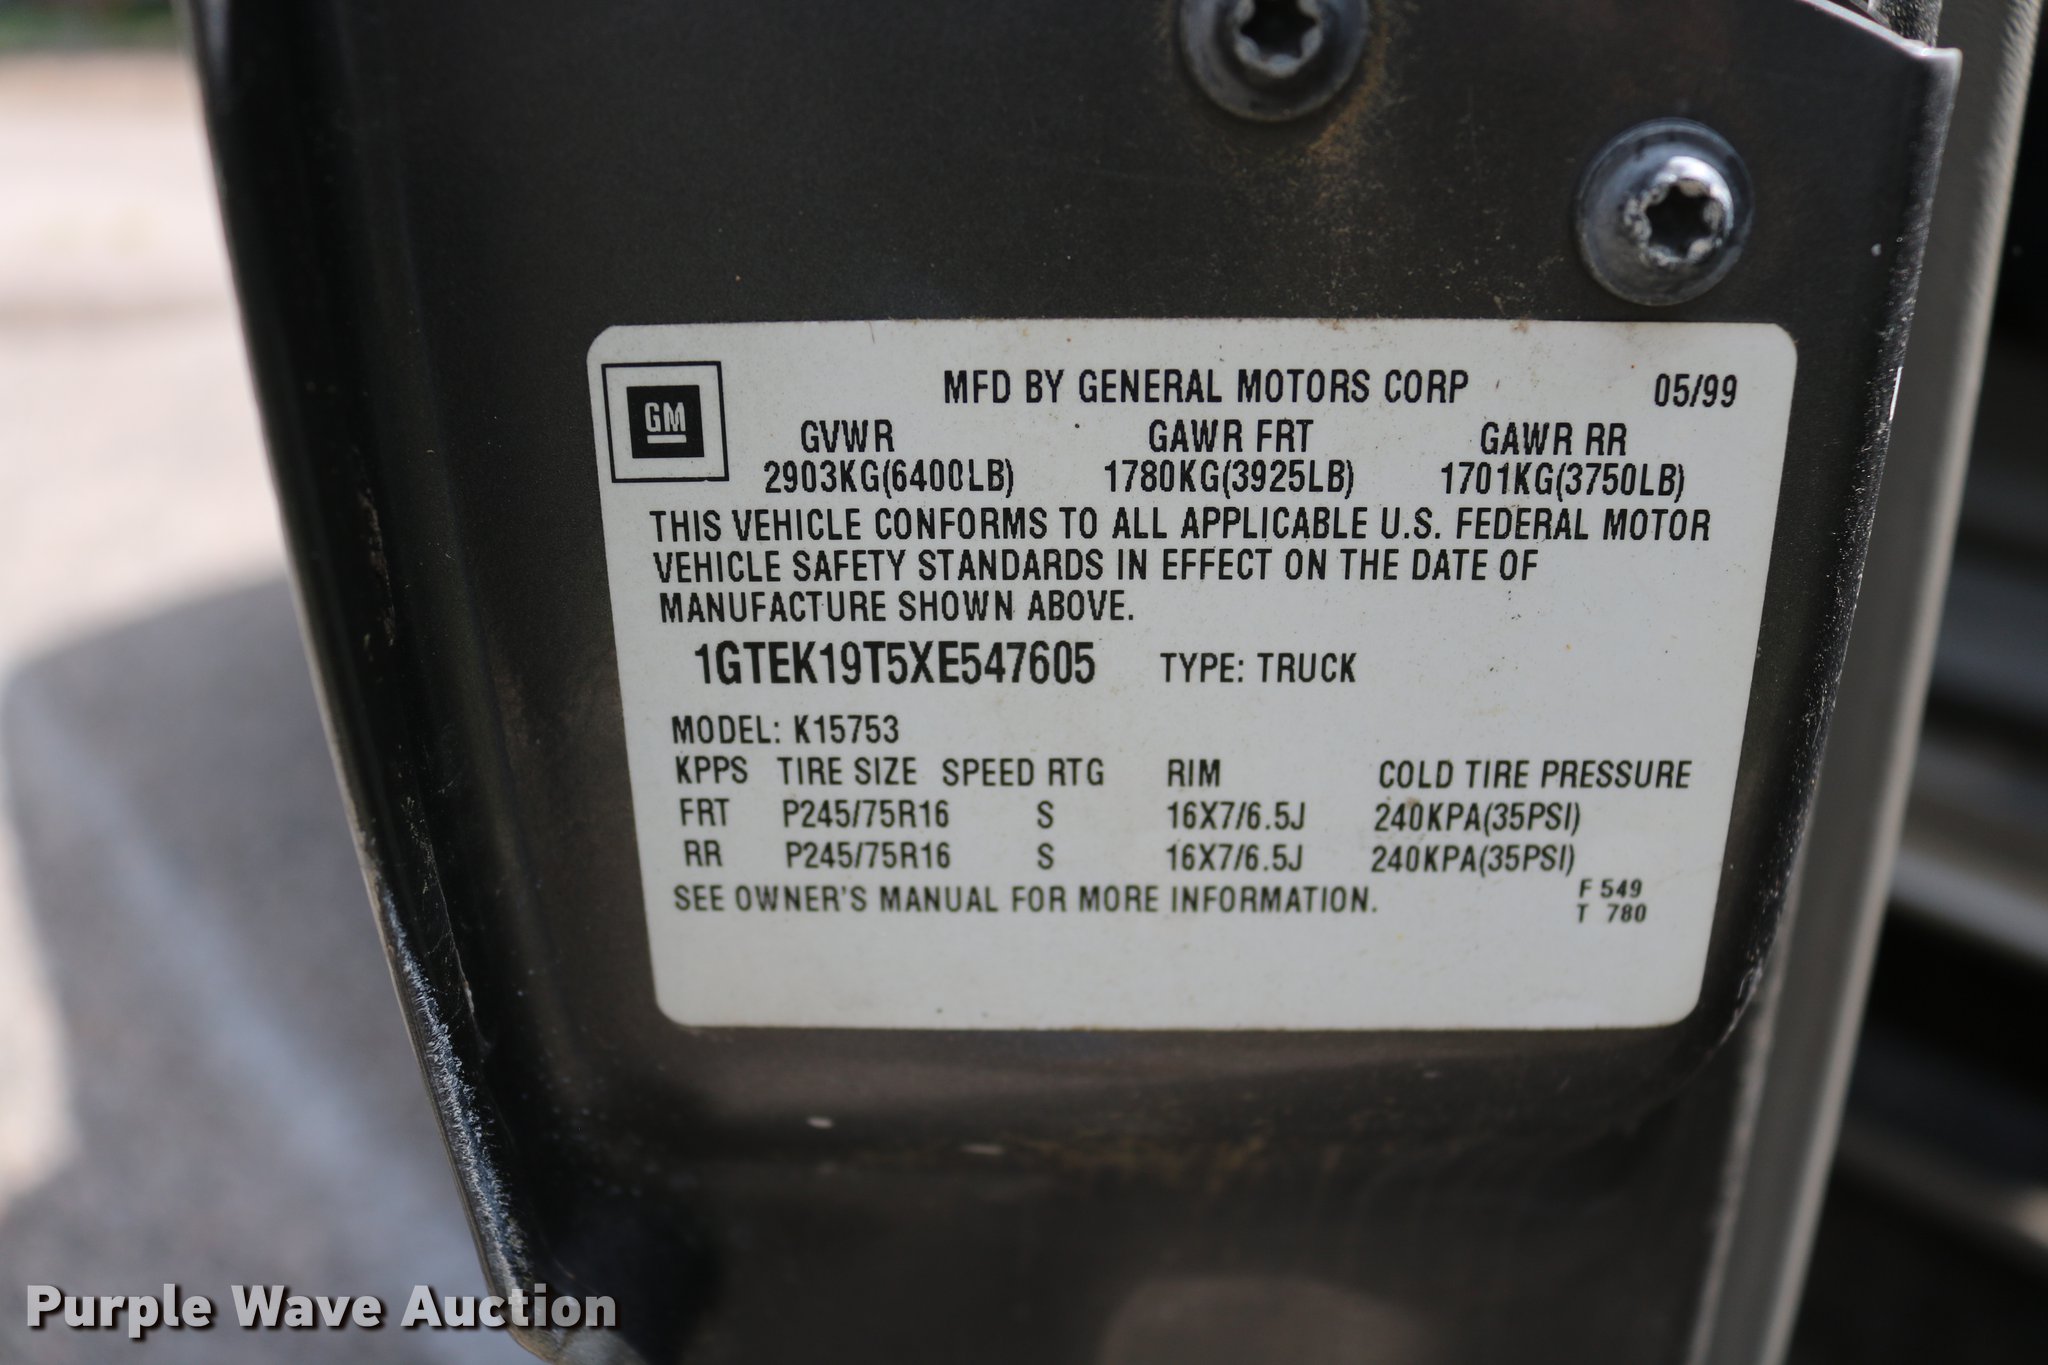 GM
MFD BY GENERAL MOTORS CORP 05/99
GVWR GAWR FRT GAWR RR
2903KG(6400LB) 1780KG(3925LB) 1701KG(3750LB)
THIS VEHICLE CONFORMS TO ALL APPLICABLE U.S. FEDERAL MOTOR
VEHICLE SAFETY STANDARDS IN EFFECT ON THE DATE OF
MANUFACTURE SHOWN ABOVE.
1GTEK19T5XE547605 TYPE: TRUCK
MODEL: K15753
KPPS TIRE SIZE SPEED RTG RIM COLD TIRE PRESSURE
FRT P245/75R16 S 16X7/6.5J 240KPA(35PSI)
RR P245/75R16 S 16X7/6.5J 240KPA(35PSI)
SEE OWNER'S MANUAL FOR MORE INFORMATION. F 549
T 780
Purple Wave Auction